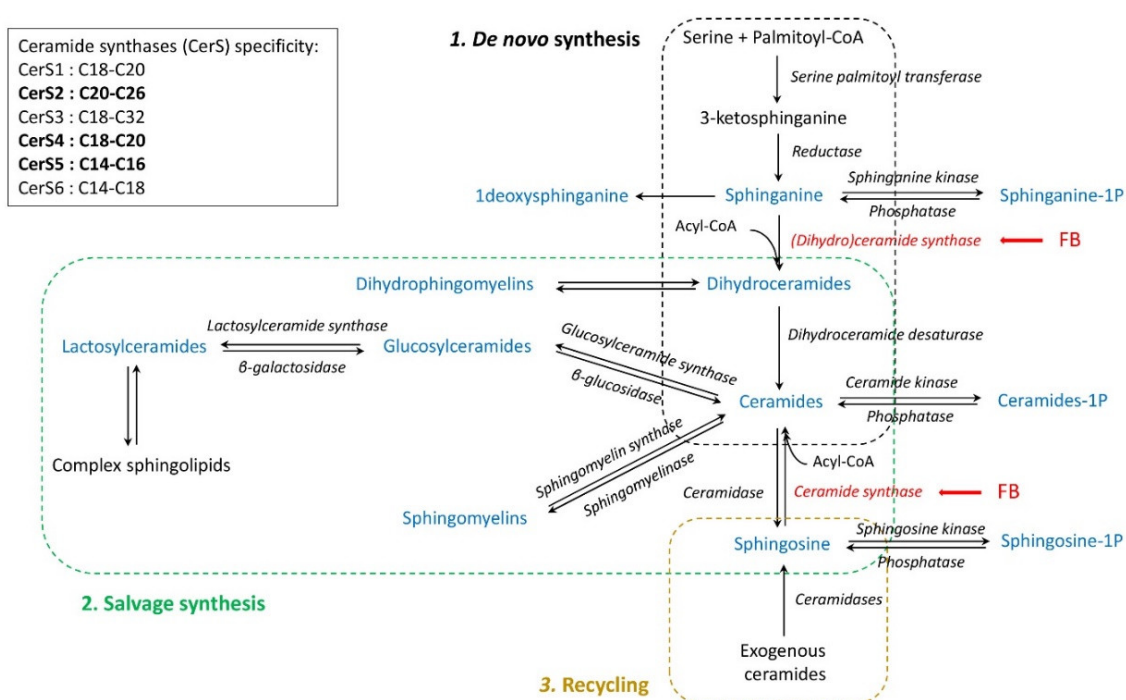 Ceramide synthases (CerS) specificity:
CerS1 : C18-C20
CerS2 : C20-C26
CerS3 : C18-C32
CerS4 : C18-C20
CerS5 : C14-C16
CerS6 : C14-C18
1. De novo synthesis
Serine + Palmitoyl-CoA
Serine palmitoyl transferase
3-ketosphinganine
Reductase
1deoxysphinganine
Sphinganine
Sphinganine kinase
Phosphatase
Sphinganine-1P
Acyl-CoA
(Dihydro)ceramide synthase
FB
Dihydrophingomyelins
Dihydroceramides
Dihydroceramide desaturase
Lactosylceramides
Lactosylceramide synthase
β-galactosidase
Glucosylceramides
Glucosylceramide synthase
β-glucosidase
Ceramides
Ceramide kinase
Phosphatase
Ceramides-1P
Complex sphingolipids
Sphingomyelin synthase
Sphingomyelinase
Sphingomyelins
Ceramidase
Acyl-CoA
Ceramide synthase
FB
Sphingosine
Sphingosine kinase
Phosphatase
Sphingosine-1P
2. Salvage synthesis
Ceramidases
Exogenous
ceramides
3. Recycling